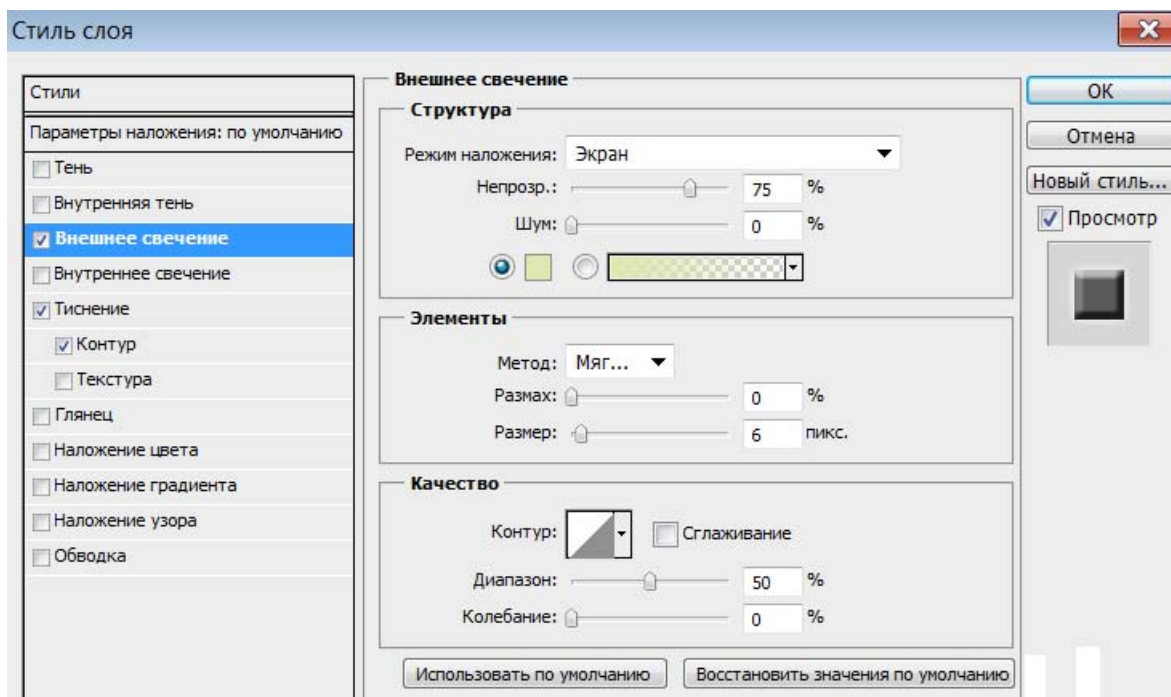 Стиль слоя
Стили
Параметры наложения: по умолчанию
Тень
Внутренняя тень
Внешнее свечение
Внутреннее свечение
Тиснение
Контур
Текстура
Глянец
Наложение цвета
Наложение градиента
Наложение узора
Обводка
Внешнее свечение
Структура
Режим наложения: Экран
Непрозр.: 75 %
Шум: 0 %
Элементы
Метод: Мяг...
Размах: 0 %
Размер: 6 пикс.
Качество
Контур: Сглаживание
Диапазон: 50 %
Колебание: 0 %
Использовать по умолчанию Восстановить значения по умолчанию
ОК
Отмена
Новый стиль...
Просмотр